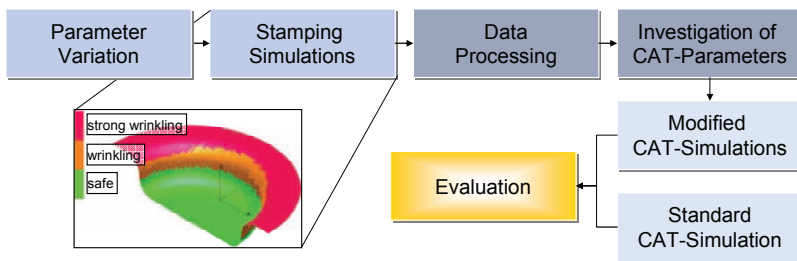 Parameter
Variation
Stamping
Simulations
Data
Processing
Investigation of
CAT-Parameters
strong wrinkling
wrinkling
safe
Modified
CAT-Simulations
Evaluation
Standard
CAT-Simulation